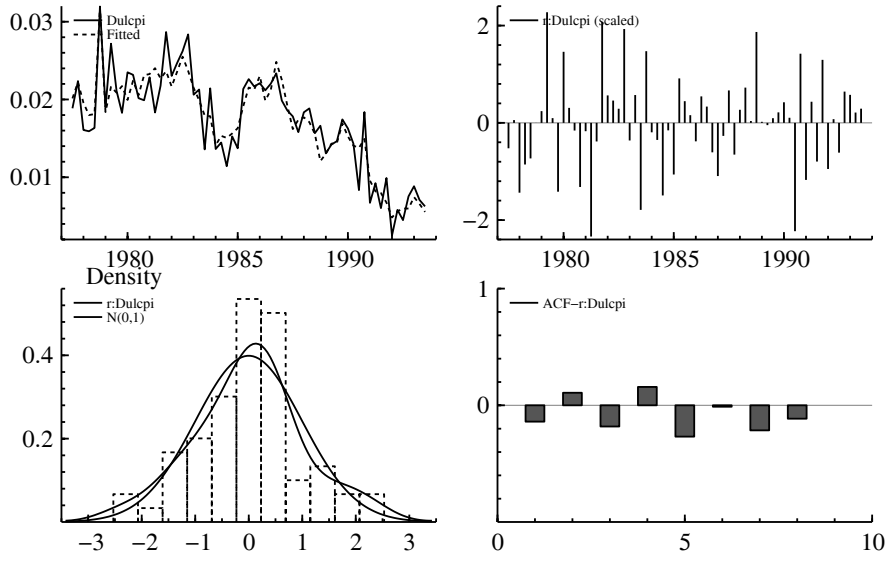 0.03
0.02
0.01
Dulcpi
Fitted
1980 1985 1990
2
0
−2
r:Dulcpi (scaled)
1980 1985 1990
Density
0.4
0.2
r:Dulcpi
N(0,1)
−3 −2 −1 0 1 2 3
1
0
ACF−r:Dulcpi
0 5 10